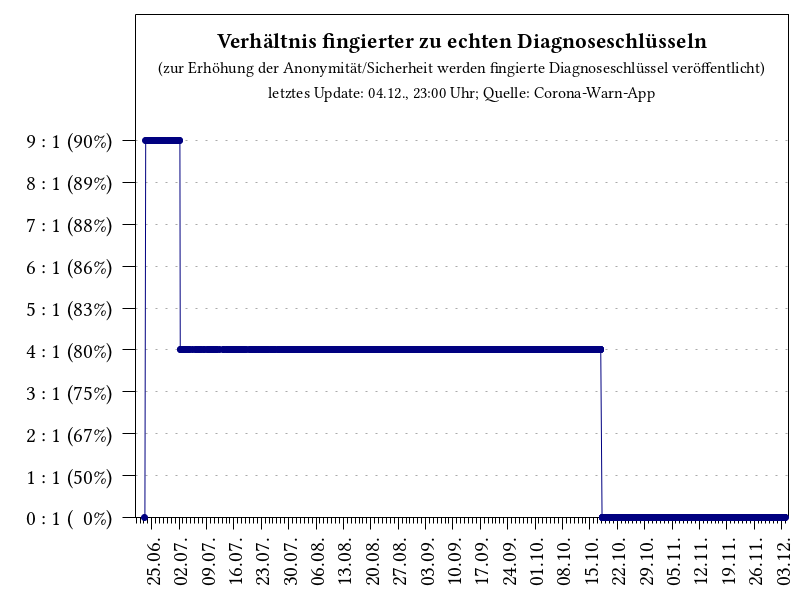 Verhältnis fingierter zu echten Diagnoseschlüsseln
(zur Erhöhung der Anonymität/Sicherheit werden fingierte Diagnoseschlüssel veröffentlicht)
letztes Update: 04.12., 23:00 Uhr; Quelle: Corona-Warn-App
9 : 1 (90%)
8 : 1 (89%)
7 : 1 (88%)
6 : 1 (86%)
5 : 1 (83%)
4 : 1 (80%)
3 : 1 (75%)
2 : 1 (67%)
1 : 1 (50%)
0 : 1 (  0%)
25.06.
02.07.
09.07.
16.07.
23.07.
30.07.
06.08.
13.08.
20.08.
27.08.
03.09.
10.09.
17.09.
24.09.
01.10.
08.10.
15.10.
22.10.
29.10.
05.11.
12.11.
19.11.
26.11.
03.12.